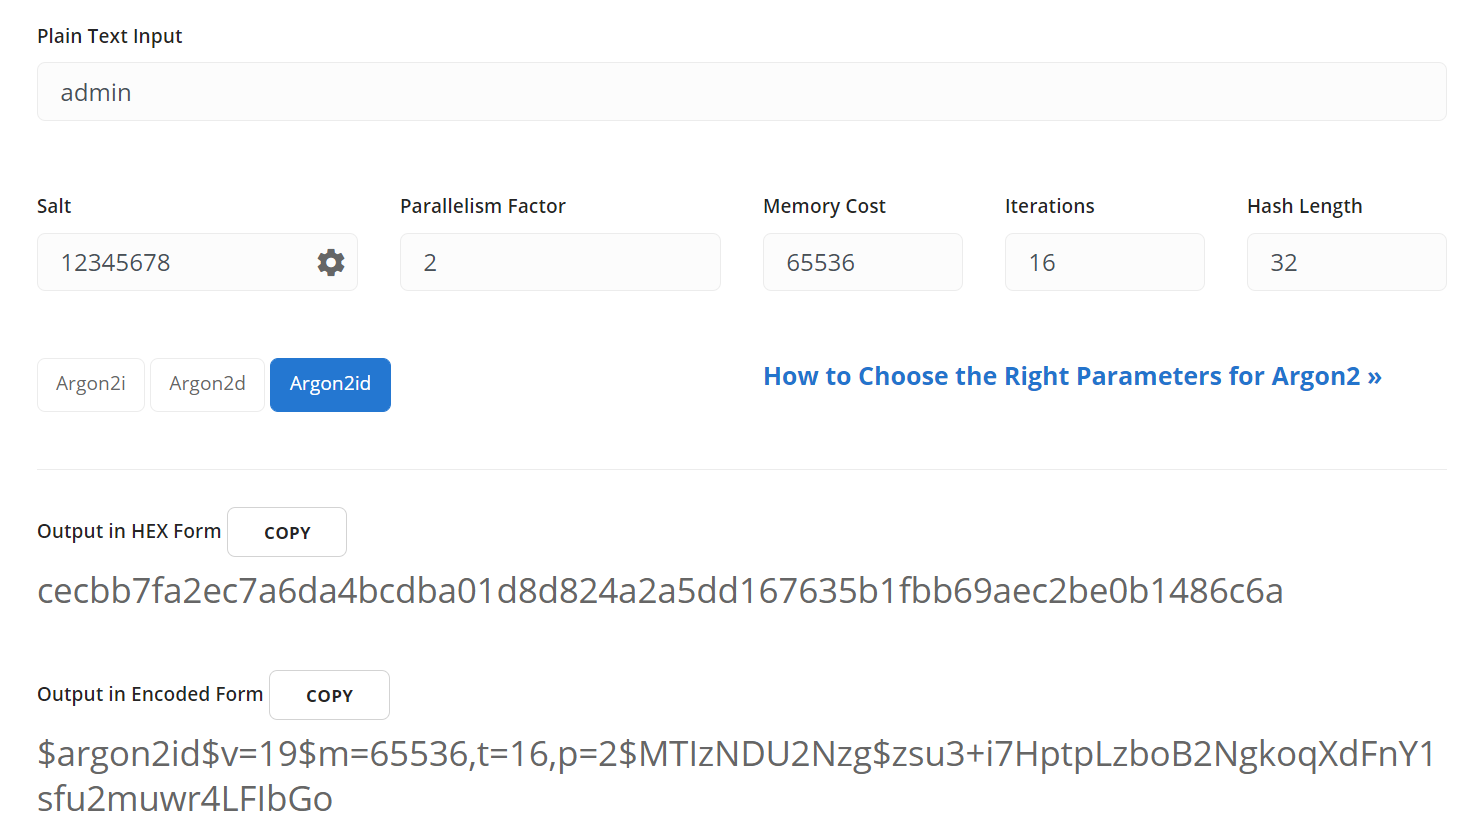 Plain Text Input
admin
Salt
Parallelism Factor
Memory Cost
Iterations
Hash Length
12345678
2
65536
16
32
Argon2i
Argon2d
Argon2id
How to Choose the Right Parameters for Argon2 »
Output in HEX Form
COPY
cecbb7fa2ec7a6da4bcdba01d8d824a2a5dd167635b1fbb69aec2be0b1486c6a
Output in Encoded Form
COPY
$argon2id$v=19$m=65536,t=16,p=2$MTIzNDU2Nzg$zsu3+i7HptpLzboB2NgkoqXdFnY1
sfu2muwr4LFIbGo